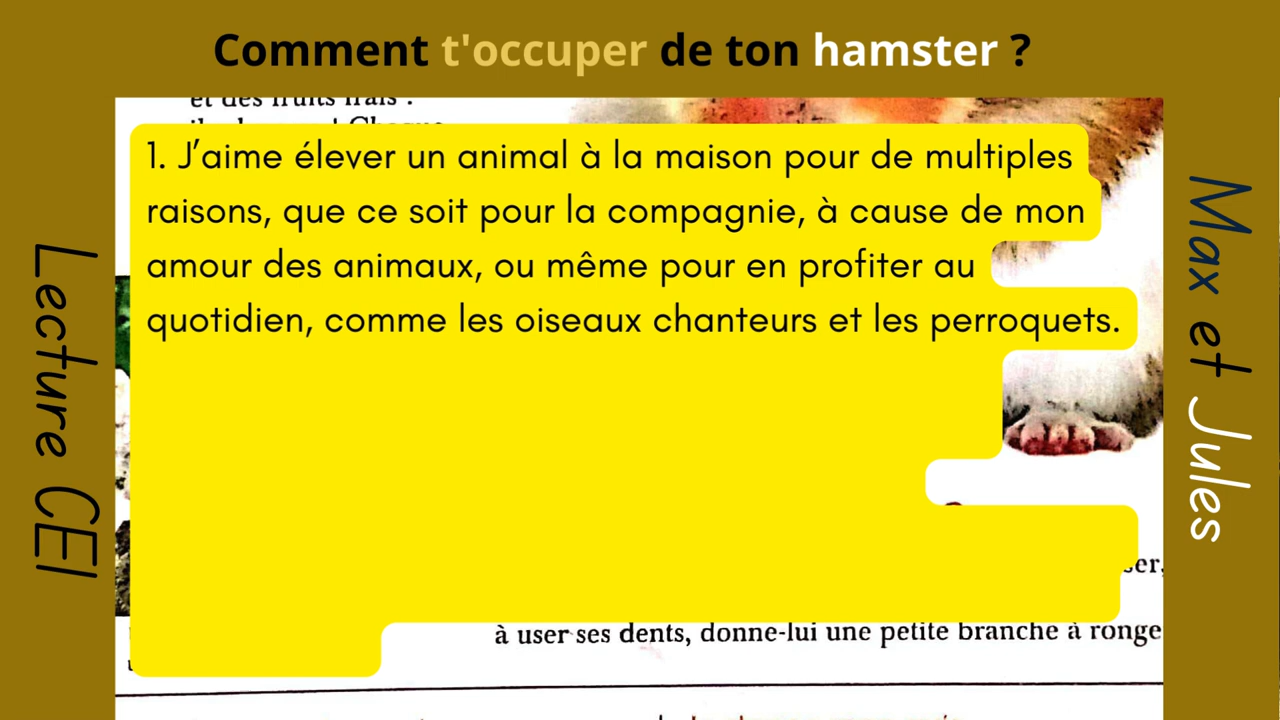 Comment t'occuper de ton hamster ?
et des fruits frais :
1. J'aime élever un animal à la maison pour de multiples
raisons, que ce soit pour la compagnie, à cause de mon
amour des animaux, ou même pour en profiter au
quotidien, comme les oiseaux chanteurs et les perroquets.
à user ses dents, donne-lui une petite branche à ronge
Lecture CE1
Max et Jules